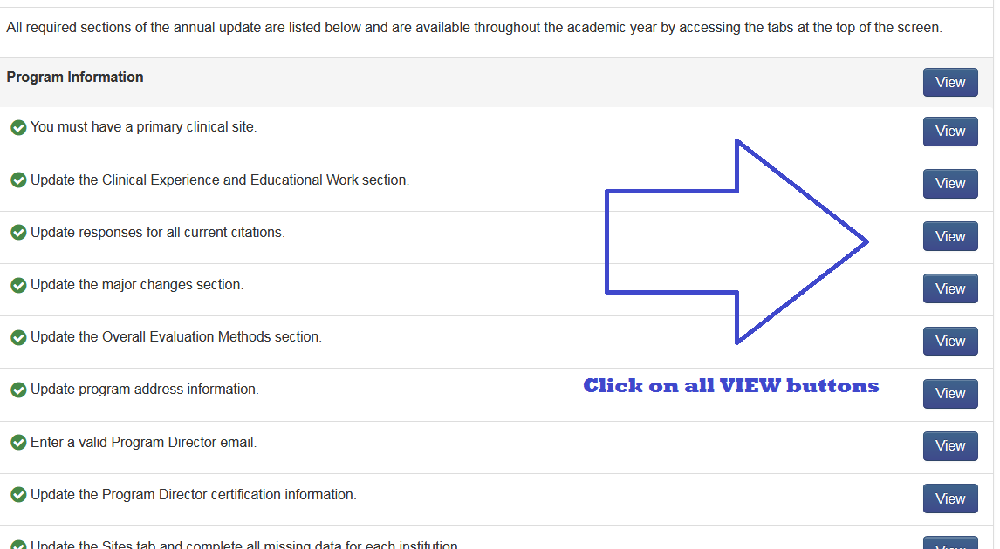 All required sections of the annual update are listed below and are available throughout the academic year by accessing the tabs at the top of the screen.
Program Information View
You must have a primary clinical site. View
Update the Clinical Experience and Educational Work section. View
Update responses for all current citations. View
Update the major changes section. View
Update the Overall Evaluation Methods section. View
Click on all VIEW buttons
Update program address information. View
Enter a valid Program Director email. View
Update the Program Director certification information. View
Update the Sites tab and complete all missing data for each institution View